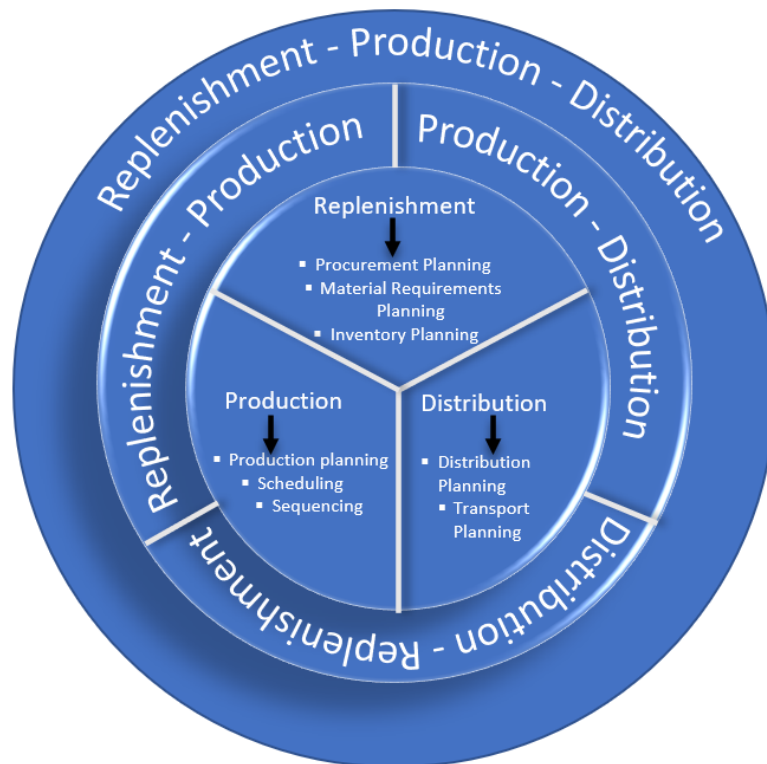 Replenishment - Production - Distribution
Replenishment - Production
Production - Distribution
Replenishment
▪ Procurement Planning
▪ Material Requirements
Planning
▪ Inventory Planning
Production
▪ Production planning
▪ Scheduling
▪ Sequencing
Distribution
▪ Distribution
Planning
▪ Transport
Planning
Distribution - Replenishment